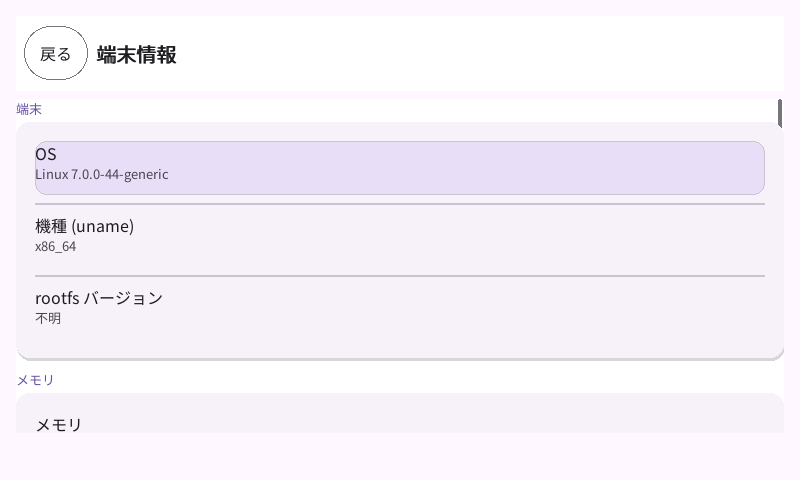 戻る
端末情報
端末
OS
Linux 7.0.0-44-generic
機種 (uname)
x86_64
rootfs バージョン
不明
メモリ
メモリ